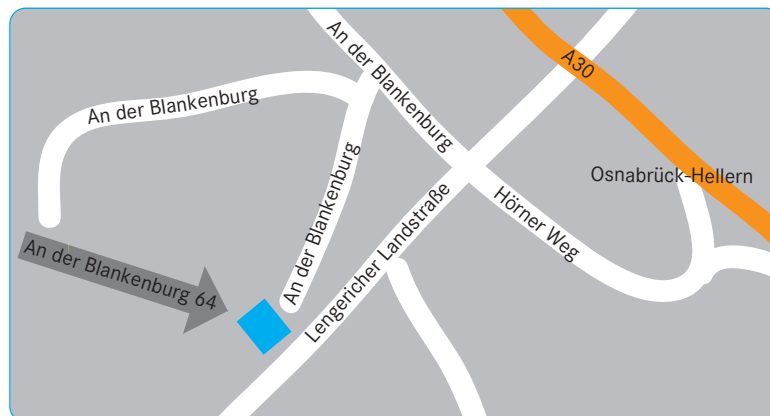 An der Blankenburg
A30
An der Blankenburg
An der Blankenburg
Osnabrück-Hellern
Hörner Weg
Lengericher Landstraße
An der Blankenburg 64